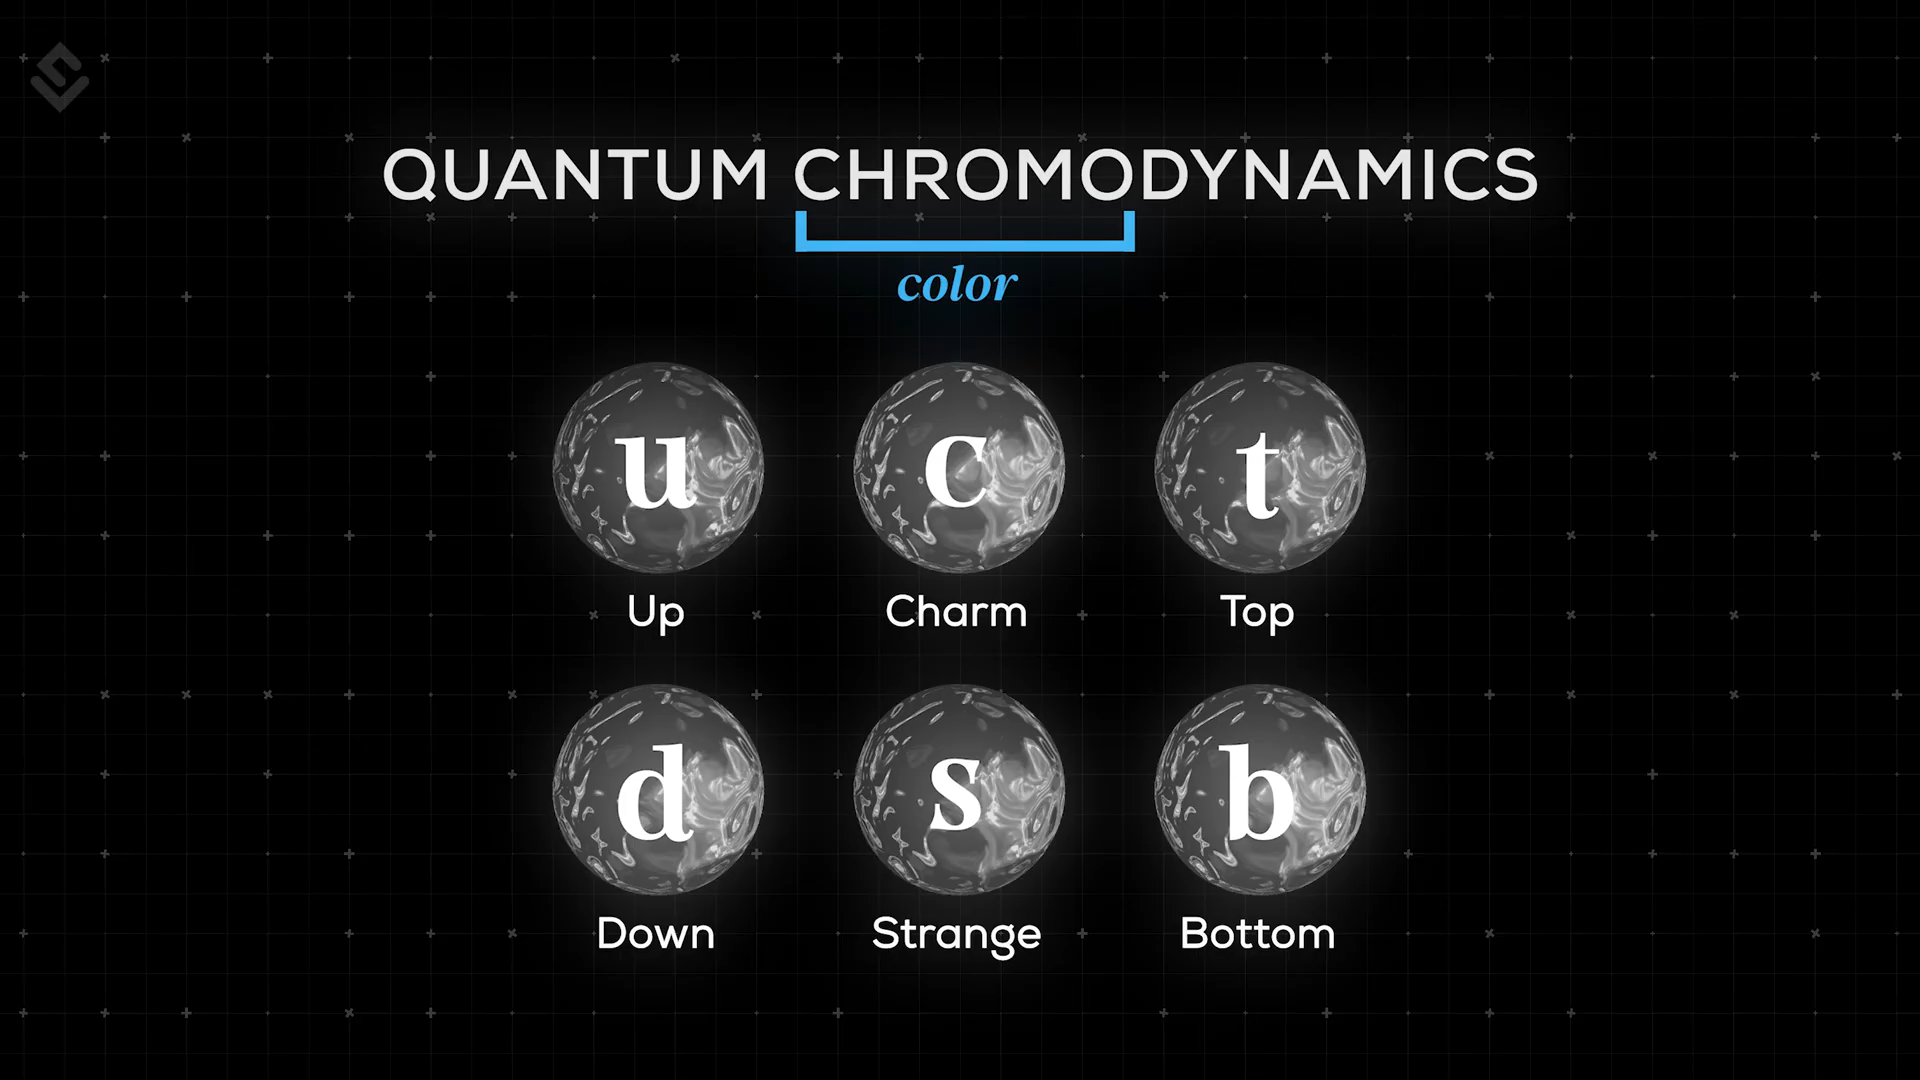 QUANTUM CHROMODYNAMICS
color
u c t
Up Charm Top
d s b
Down Strange Bottom